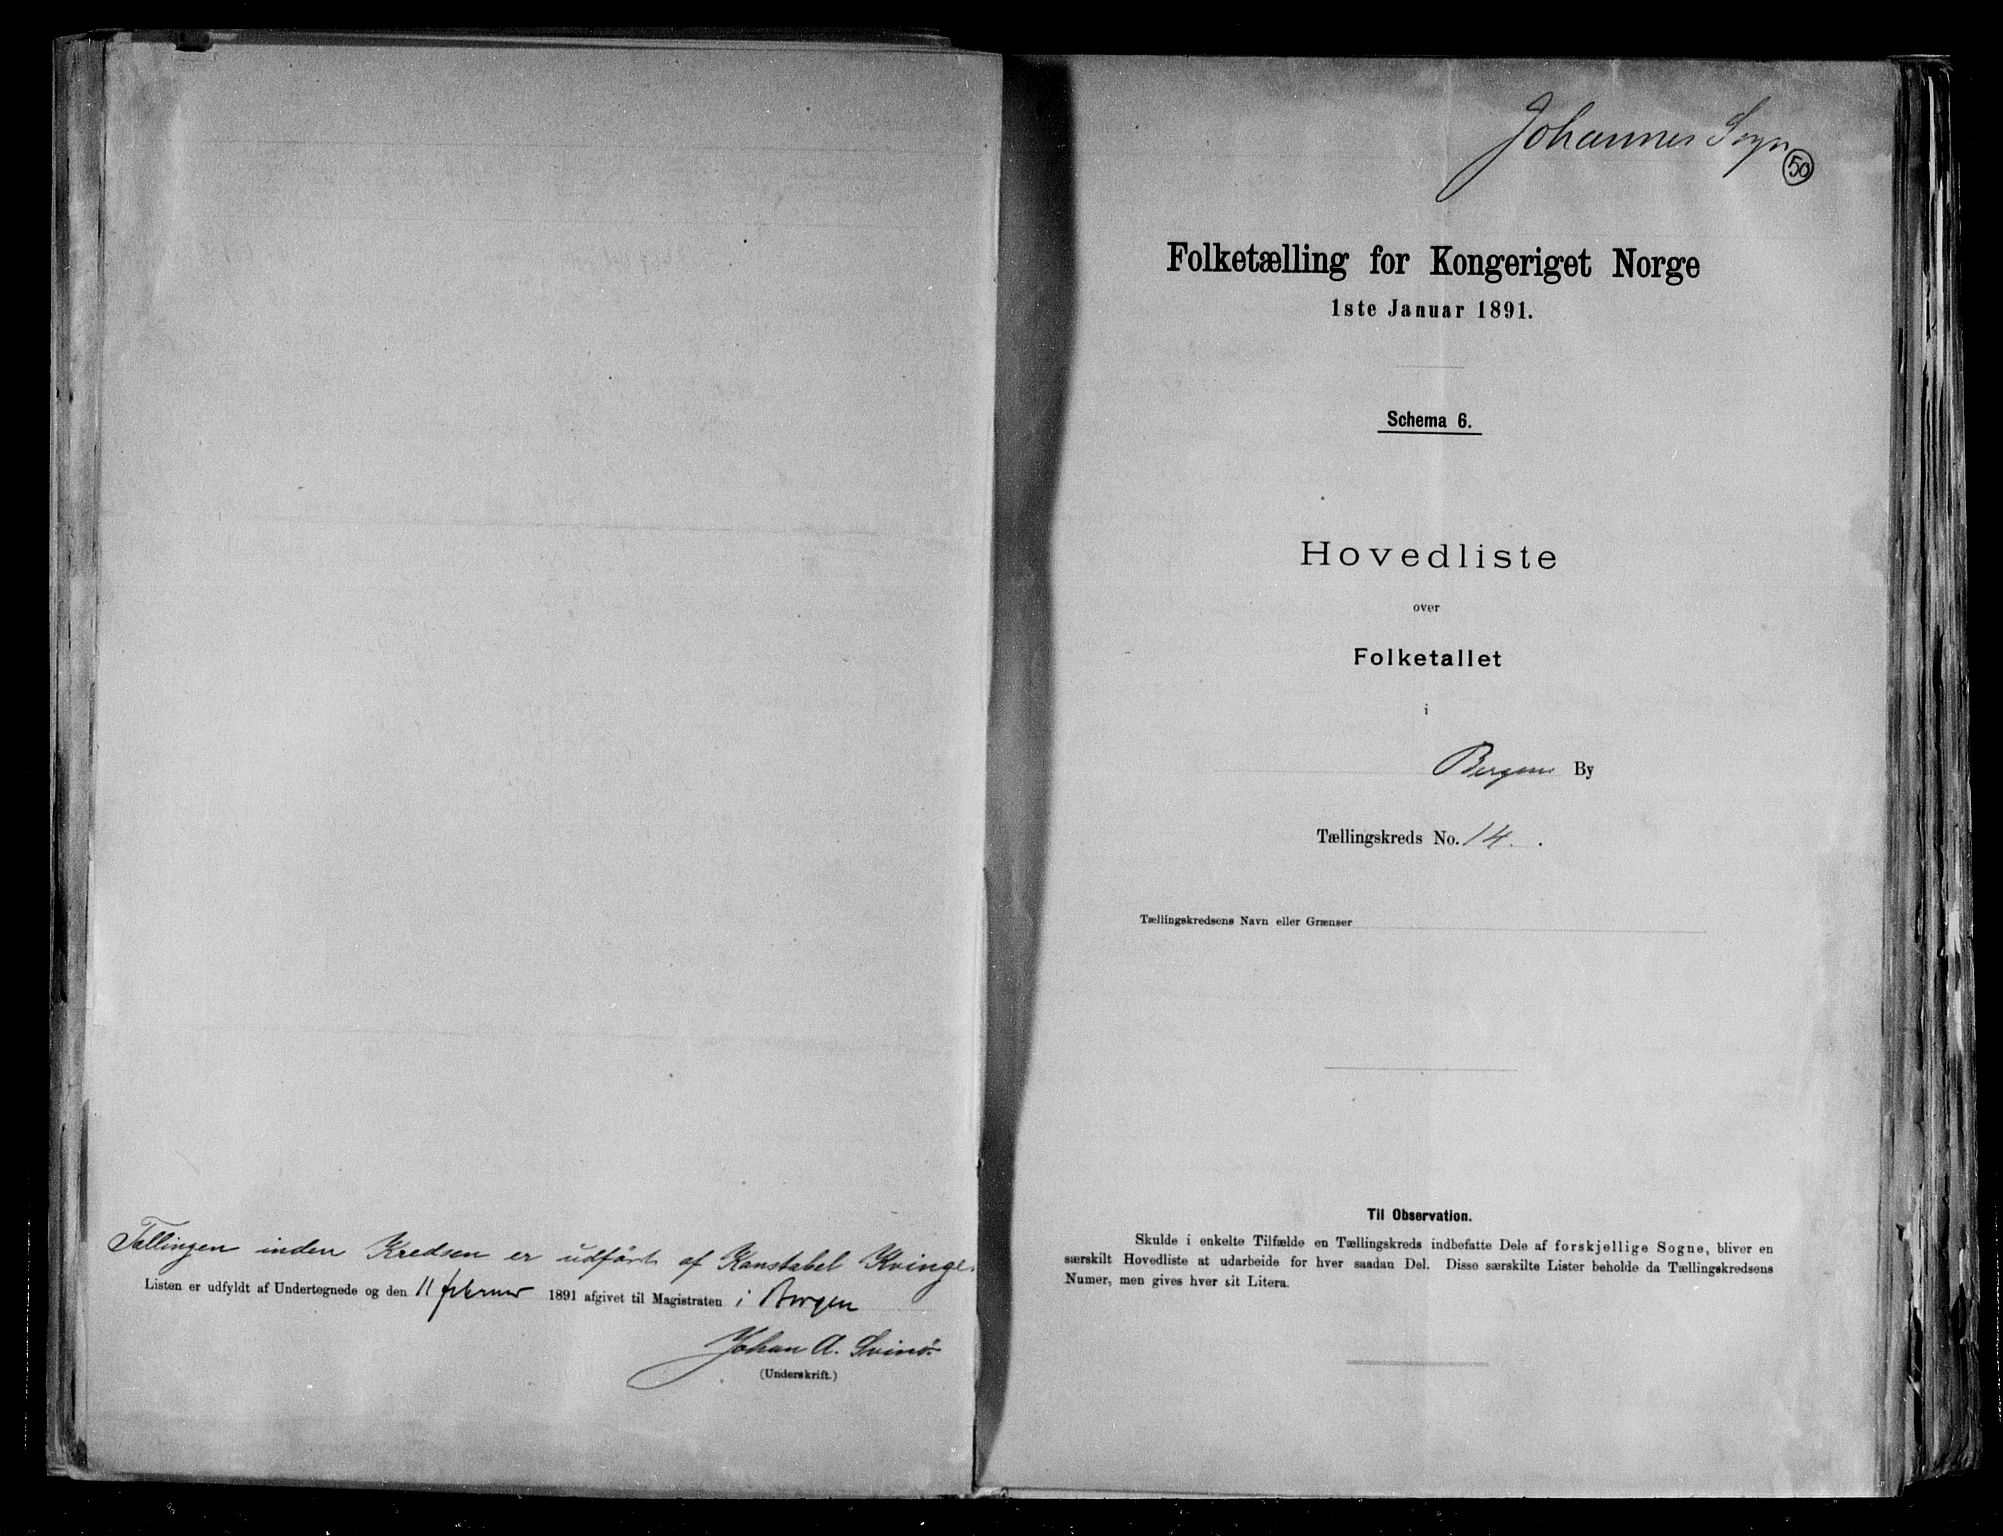 Tællingen inden Kredsen er udført af Konstabel Kvinge.
Listen er udfyldt af Undertegnede og den 11 februar 1891 afgivet til Magistraten i Bergen
Johan A. Svinø
(Underskrift.)
Johannes Sogn
50
Folketælling for Kongeriget Norge
1ste Januar 1891.
Schema 6.
Hovedliste
over
Folketallet
i
Bergens By
Tællingskreds No. 14.
Tællingskredsens Navn eller Grænser
Til Observation.
Skulde i enkelte Tilfælde en Tællingskreds indbefatte Dele af forskjellige Sogne, bliver en
særskilt Hovedliste at udarbeide for hver saadan Del. Disse særskilte Lister beholde da Tællingskredsens
Numer, men gives hver sit Litera.